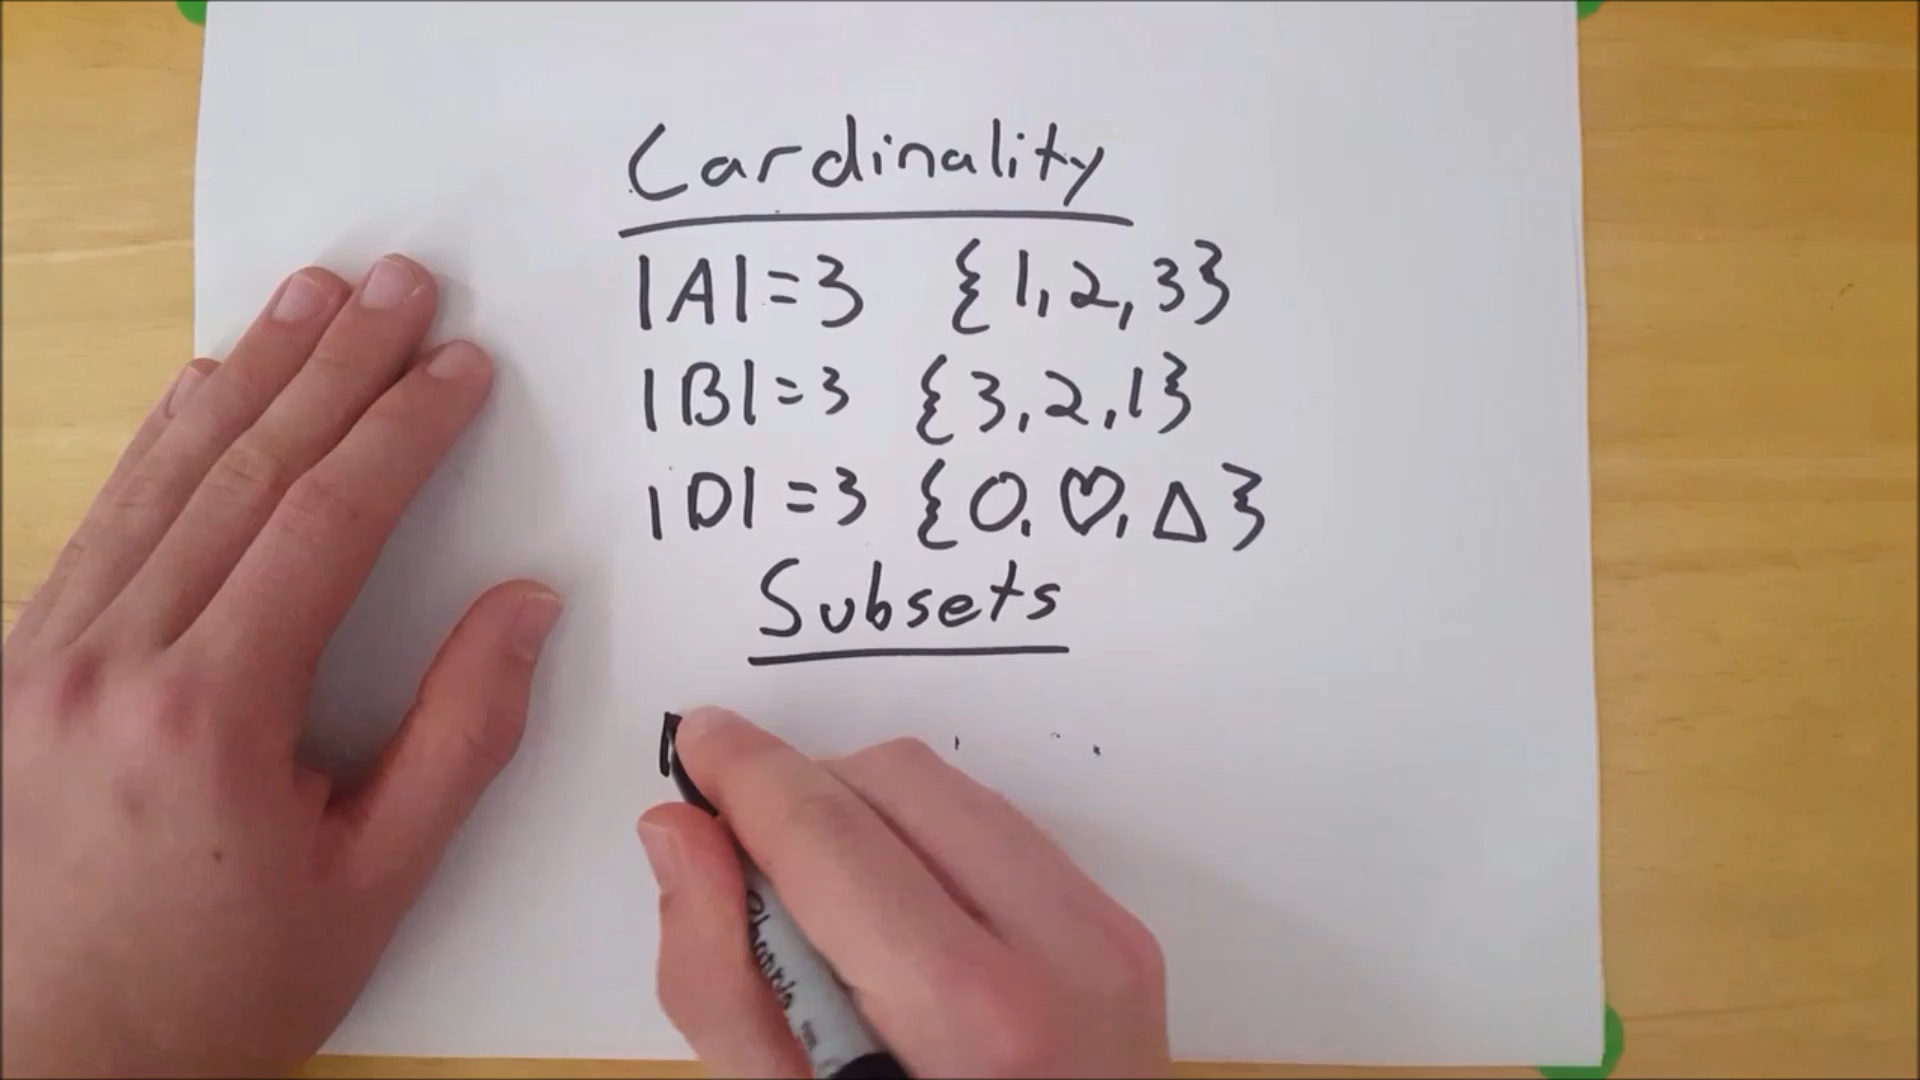 Cardinality
|A|=3 {1,2,3}
|B|=3 {3,2,1}
|D|=3 {O,♡,△}
Subsets